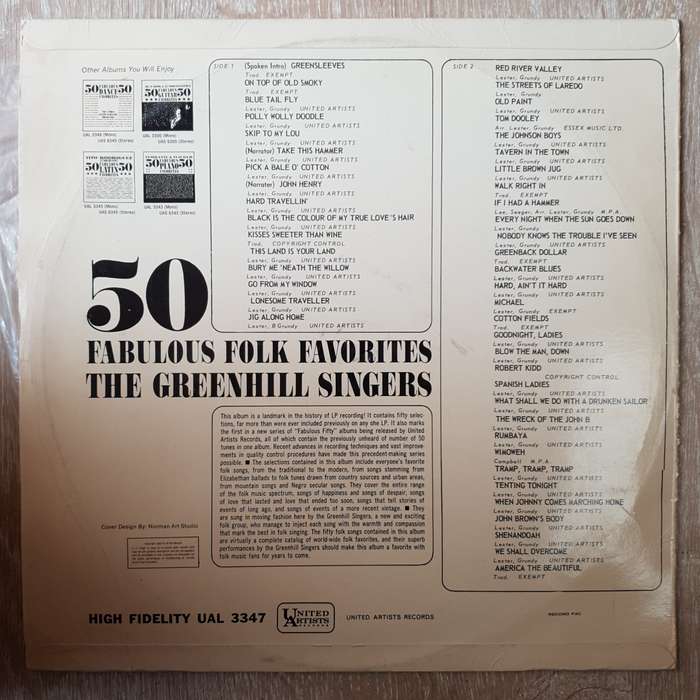 Other Albums You Will Enjoy
50 50
UAL 3346 (Mono)
50 50
50 50
50 50
SIDE 1
(Spoken Intro) GREENSLEEVES
Trad. EXEMPT
ON TOP OF OLD SMOKY
Trad. EXEMPT
BLUE TAIL FLY
Lester, Grundy UNITED ARTISTS
POLLY WOLLY DOODLE
Lester, Grundy UNITED ARTISTS
SKIP TO MY LOU
Lester, Grundy UNITED ARTISTS
(Narrator) TAKE THIS HAMMER
Lester, Grundy UNITED ARTISTS
PICK A BALE O' COTTON
Lester, Grundy UNITED ARTISTS
(Narrator) JOHN HENRY
Lester, Grundy UNITED ARTISTS
HARD TRAVELLIN'
Lester, Grundy UNITED ARTISTS
BLACK IS THE COLOUR OF MY TRUE LOVE'S HAIR
Lester, Grundy UNITED ARTISTS
KISSES SWEETER THAN WINE
Trad. COPYRIGHT CONTROL
THIS LAND IS YOUR LAND
Lester, Grundy UNITED ARTISTS
BURY ME 'NEATH THE WILLOW
Lester, Grundy UNITED ARTISTS
GO FROM MY WINDOW
Lester, Grundy UNITED ARTISTS
LONESOME TRAVELLER
Lester, Grundy UNITED ARTISTS
JIG ALONG HOME
Lester, B Grundy UNITED ARTISTS
SIDE 2
RED RIVER VALLEY
Lester, Grundy UNITED ARTISTS
THE STREETS OF LAREDO
Lester, Grundy
OLD PAINT
Lester, Grundy UNITED ARTISTS
TOM DOOLEY
Arr. Lester, Grundy ESSEX MUSIC LTD
THE JOHNSON BOYS
Lester, Grundy UNITED ARTISTS
TAVERN IN THE TOWN
Lester, Grundy UNITED ARTISTS
LITTLE BROWN JUG
Lester, Grundy UNITED ARTISTS
WALK RIGHT IN
Trad. EXEMPT
IF I HAD A HAMMER
Lee, Seeger, Arr. Lester, Grundy M.P.A.
EVERY NIGHT WHEN THE SUN GOES DOWN
Lester, Grundy
NOBODY KNOWS THE TROUBLE I'VE SEEN
Lester, Grundy UNITED ARTISTS
GREENBACK DOLLAR
Trad. EXEMPT
BACKWATER BLUES
Lester, Grundy UNITED ARTISTS
HARD, AIN'T IT HARD
Lester, Grundy UNITED ARTISTS
MICHAEL
Lester, Grundy EXEMPT
COTTON FIELDS
Trad. EXEMPT
GOODNIGHT, LADIES
Lester, Grundy UNITED ARTISTS
BLOW THE MAN, DOWN
Lester, Grundy UNITED ARTISTS
ROBERT KIDD
COPYRIGHT CONTROL
SPANISH LADIES
Lester, Grundy UNITED ARTISTS
WHAT SHALL WE DO WITH A DRUNKEN SAILOR
Lester, Grundy UNITED ARTISTS
THE WRECK OF THE JOHN B
Lester, Grundy UNITED ARTISTS
RUMBAYA
Lester, Grundy UNITED ARTISTS
WIMOWEH
Campbell M.P.A.
TRAMP, TRAMP, TRAMP
Lester, Grundy UNITED ARTISTS
TENTING TONIGHT
Lester, Grundy UNITED ARTISTS
WHEN JOHNNY COMES MARCHING HOME
Lester, Grundy UNITED ARTISTS
JOHN BROWN'S BODY
Lester, Grundy UNITED ARTISTS
SHENANDOAH
Lester, Grundy UNITED ARTISTS
WE SHALL OVERCOME
Lester, Grundy UNITED ARTISTS
AMERICA THE BEAUTIFUL
Trad. EXEMPT
50
FABULOUS FOLK FAVORITES
THE GREENHILL SINGERS
This album is a landmark in the history of LP recording! It contains fifty selec-
tions, far more than were ever included previously on any one LP. It also marks
the first in a new series of "Fabulous Fifty" albums being released by United
Artists Records, all of which contain the previously unheard of number of 50
tunes in one album. Recent advances in recording techniques and vast improve-
ments in quality control procedures have made this precedent-making series
possible. ■ The selections contained in this album include everyone's favorite
folk songs, from the traditional to the modern, from songs stemming from
Elizabethan ballads to folk tunes drawn from country sources and urban areas,
from mountain songs and Negro secular songs. They cover the entire range
of the folk music spectrum, songs of happiness and songs of despair, songs
of love that lasted and love that ended too soon, songs that tell stories of
events of long ago, and songs of events of a more recent vintage. ■ They
are sung in moving fashion here by the Greenhill Singers, a new and exciting
folk group, who manage to inject each song with the warmth and compassion
that mark the best in folk singing. The fifty folk songs contained in this album
are virtually a complete catalog of world-wide folk favorites, and their superb
performances by the Greenhill Singers should make this album a favorite with
folk music fans for years to come.
Cover Design By: Norman Art Studio
HIGH FIDELITY UAL 3347
UNITED
ARTISTS
RECORDS
UNITED ARTISTS RECORDS